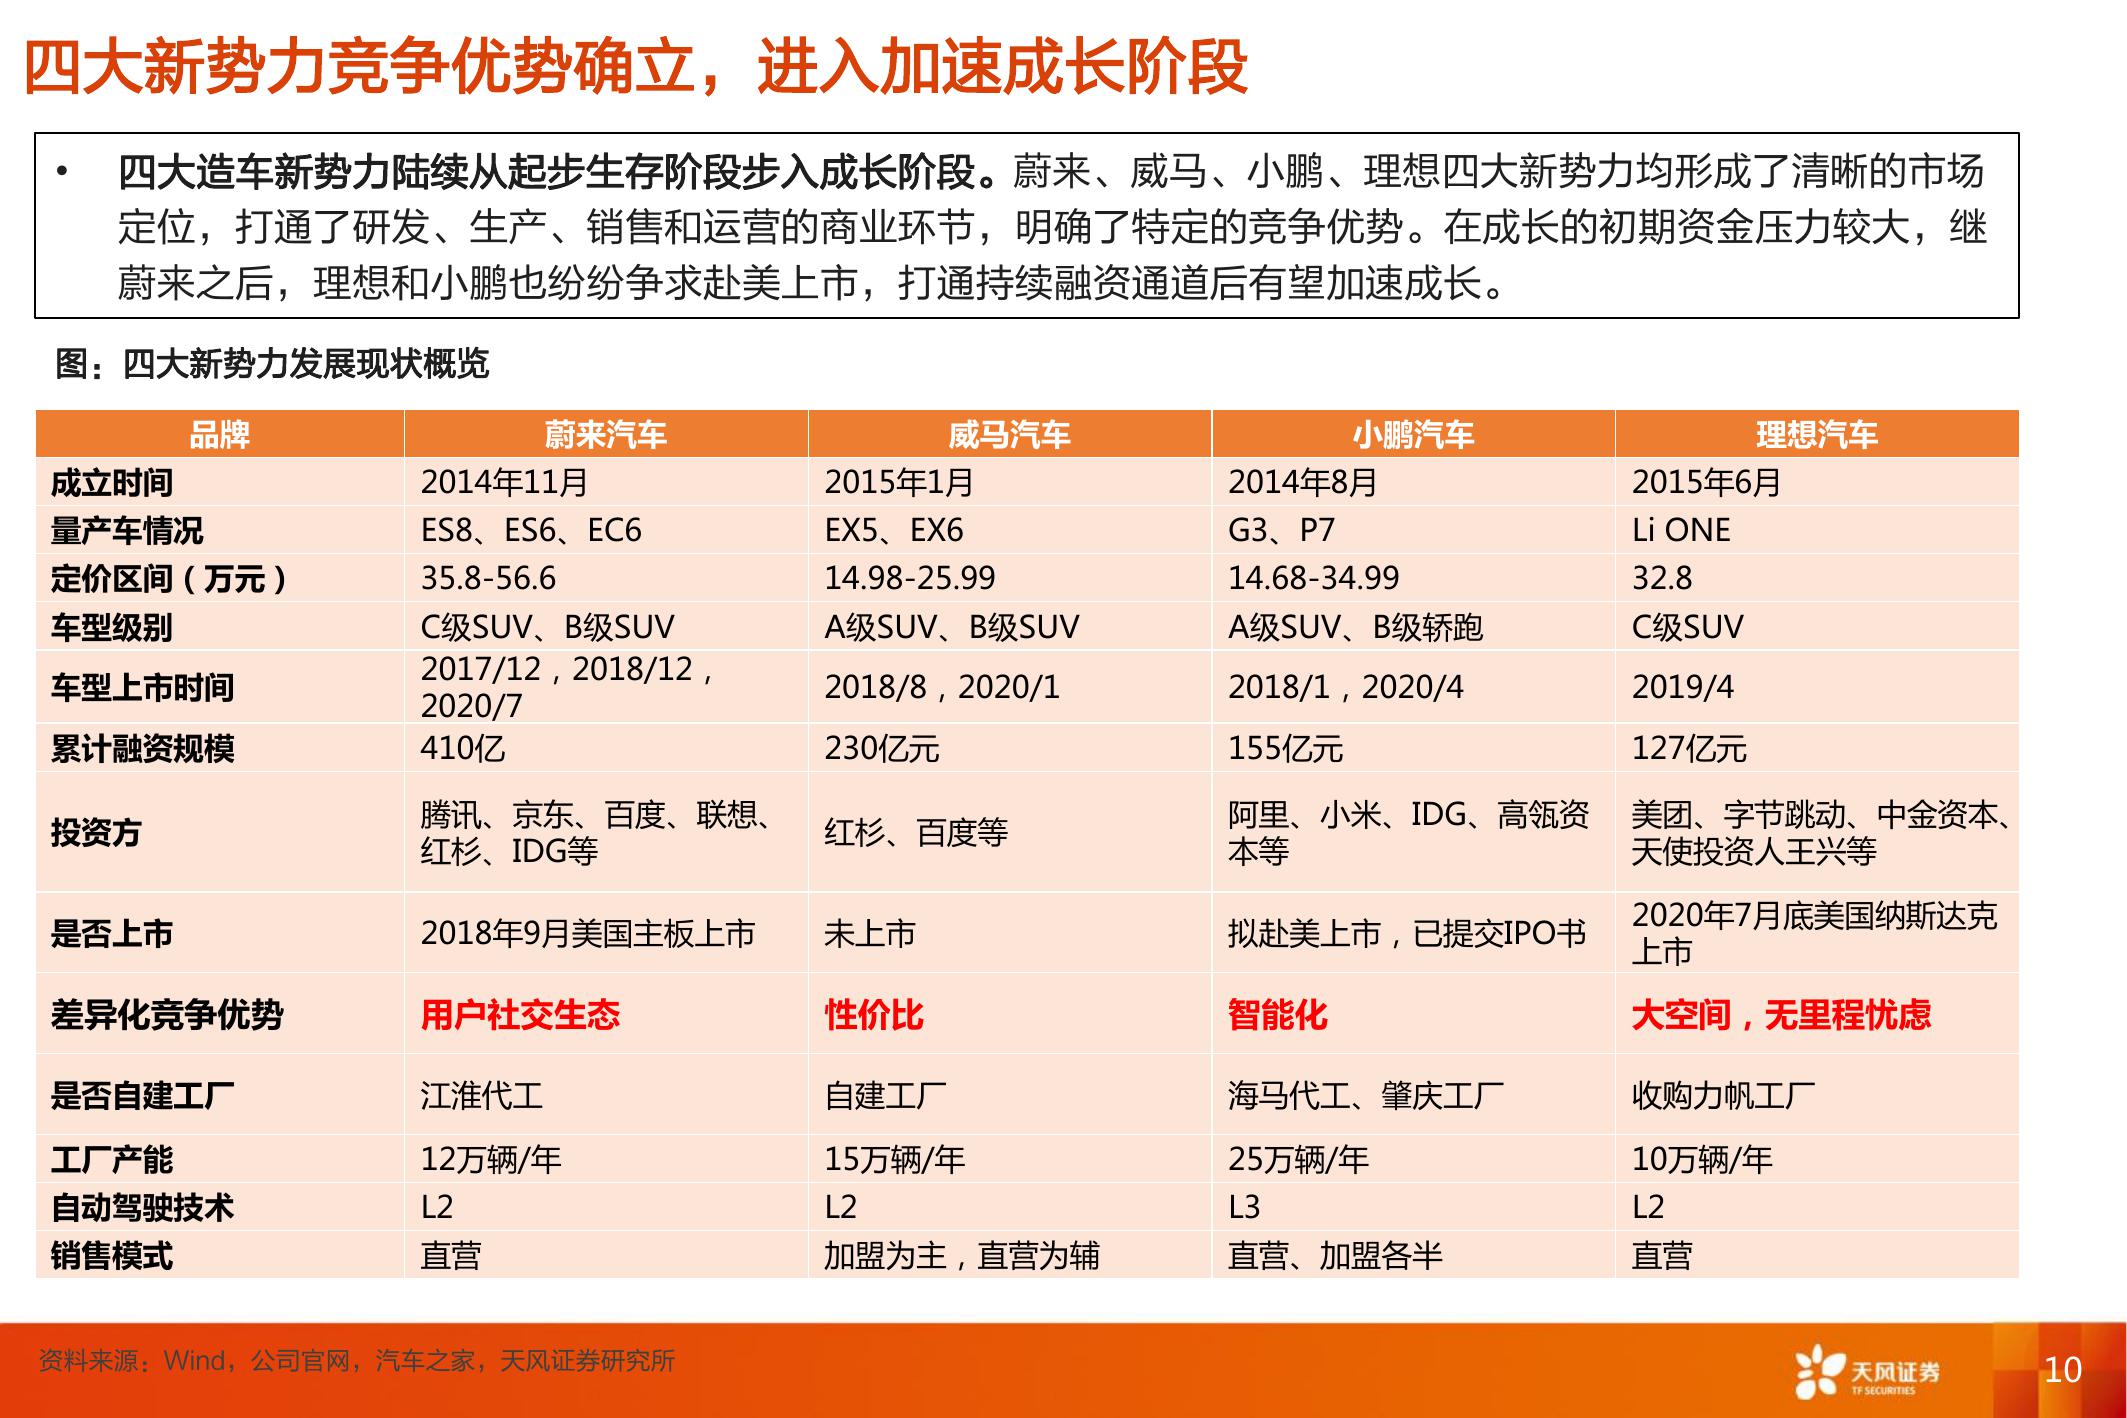 四大新势力竞争优势确立，进入加速成长阶段
• 四大造车新势力陆续从起步生存阶段步入成长阶段。蔚来、威马、小鹏、理想四大新势力均形成了清晰的市场
定位，打通了研发、生产、销售和运营的商业环节，明确了特定的竞争优势。在成长的初期资金压力较大，继
蔚来之后，理想和小鹏也纷纷争求赴美上市，打通持续融资通道后有望加速成长。
图：四大新势力发展现状概览
品牌 蔚来汽车 威马汽车 小鹏汽车 理想汽车
成立时间 2014年11月 2015年1月 2014年8月 2015年6月
量产车情况 ES8、ES6、EC6 EX5、EX6 G3、P7 Li ONE
定价区间（万元） 35.8-56.6 14.98-25.99 14.68-34.99 32.8
车型级别 C级SUV、B级SUV A级SUV、B级SUV A级SUV、B级轿跑 C级SUV
车型上市时间 2017/12，2018/12，
2020/7 2018/8，2020/1 2018/1，2020/4 2019/4
累计融资规模 410亿 230亿元 155亿元 127亿元
投资方 腾讯、京东、百度、联想、
红杉、IDG等 红杉、百度等 阿里、小米、IDG、高瓴资
本等 美团、字节跳动、中金资本、
天使投资人王兴等
是否上市 2018年9月美国主板上市 未上市 拟赴美上市，已提交IPO书 2020年7月底美国纳斯达克
上市
差异化竞争优势 用户社交生态 性价比 智能化 大空间，无里程忧虑
是否自建工厂 江淮代工 自建工厂 海马代工、肇庆工厂 收购力帆工厂
工厂产能 12万辆/年 15万辆/年 25万辆/年 10万辆/年
自动驾驶技术 L2 L2 L3 L2
销售模式 直营 加盟为主，直营为辅 直营、加盟各半 直营
资料来源：Wind，公司官网，汽车之家，天风证券研究所
天风证券
TF SECURITIES
10